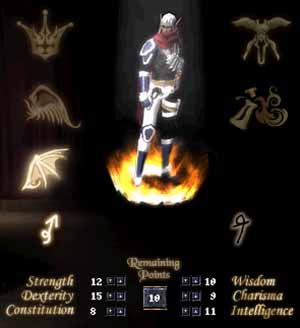 Remaining
Points
Strength 12 10 Wisdom
Dexterity 15 10 9 Charisma
Constitution 8 11 Intelligence